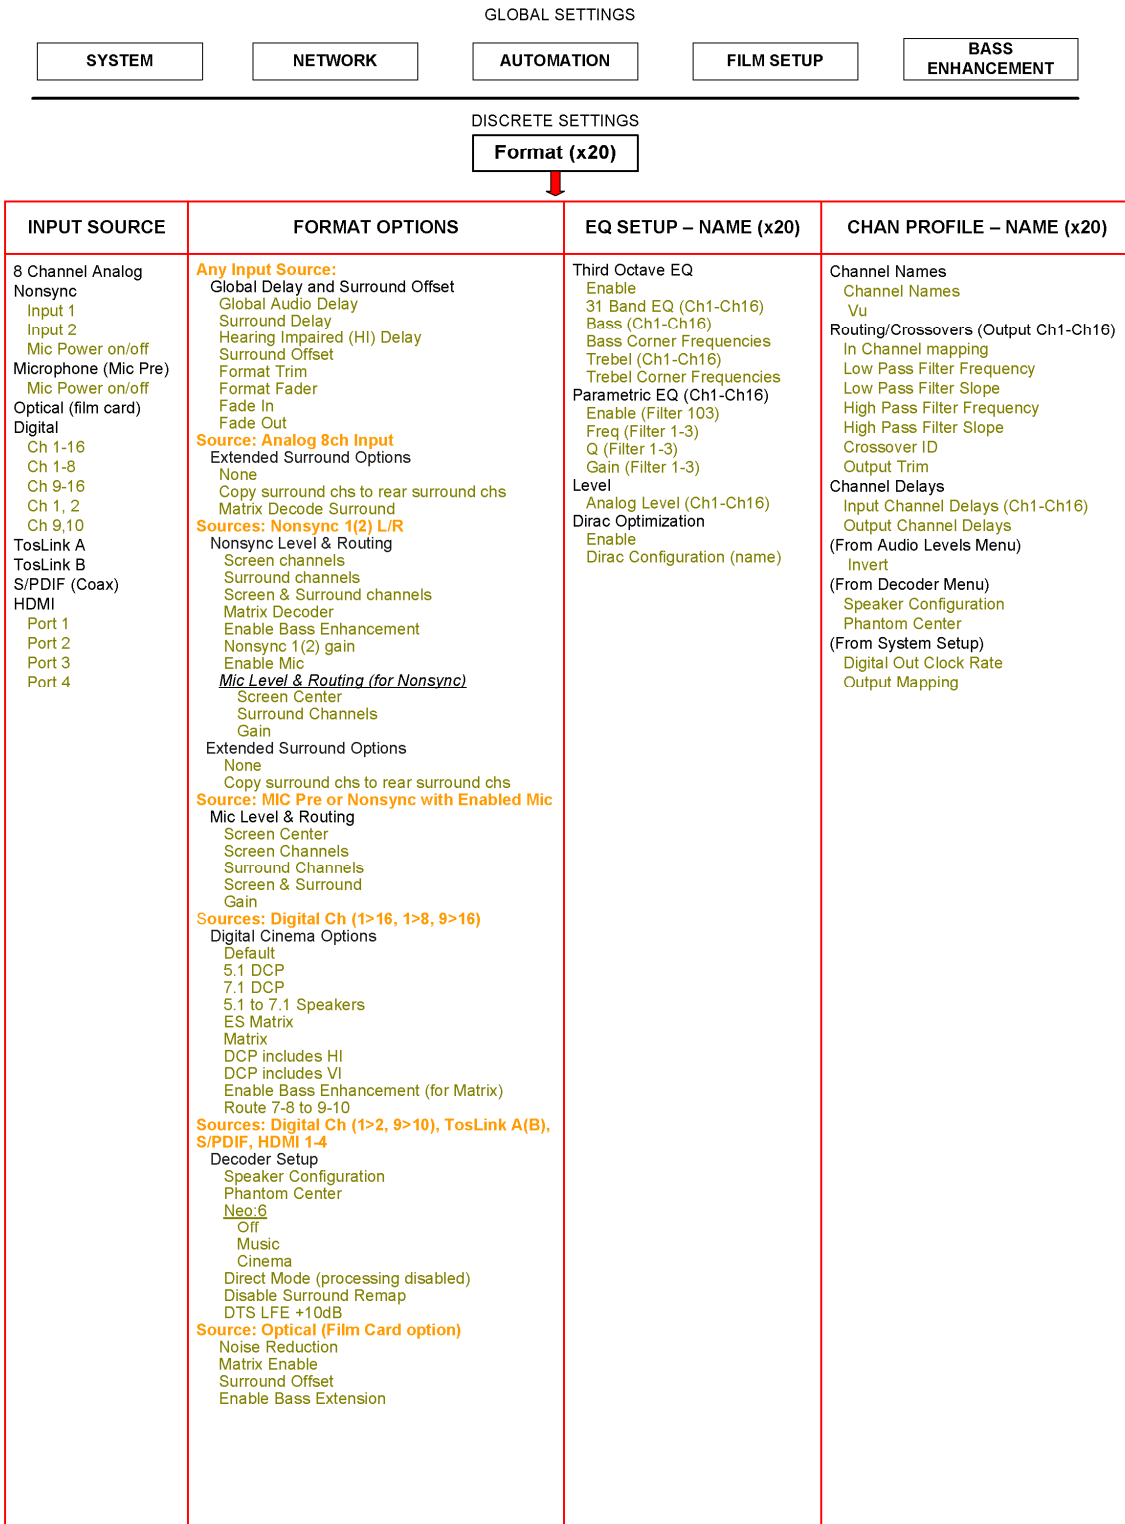 GLOBAL SETTINGS
SYSTEM
NETWORK
AUTOMATION
FILM SETUP
BASS
ENHANCEMENT
DISCRETE SETTINGS
Format (x20)
INPUT SOURCE
8 Channel Analog
Nonsync
Input 1
Input 2
Mic Power on/off
Microphone (Mic Pre)
Mic Power on/off
Optical (film card)
Digital
Ch 1-16
Ch 1-8
Ch 9-16
Ch 1, 2
Ch 9,10
TosLink A
TosLink B
S/PDIF (Coax)
HDMI
Port 1
Port 2
Port 3
Port 4
FORMAT OPTIONS
Any Input Source:
Global Delay and Surround Offset
Global Audio Delay
Surround Delay
Hearing Impaired (HI) Delay
Surround Offset
Format Trim
Format Fader
Fade In
Fade Out
Source: Analog 8ch Input
Extended Surround Options
None
Copy surround chs to rear surround chs
Matrix Decode Surround
Sources: Nonsync 1(2) L/R
Nonsync Level & Routing
Screen channels
Surround channels
Screen & Surround channels
Matrix Decoder
Enable Bass Enhancement
Nonsync 1(2) gain
Enable Mic
Mic Level & Routing (for Nonsync)
Screen Center
Surround Channels
Gain
Extended Surround Options
None
Copy surround chs to rear surround chs
Source: MIC Pre or Nonsync with Enabled Mic
Mic Level & Routing
Screen Center
Screen Channels
Surround Channels
Screen & Surround
Gain
Sources: Digital Ch (1>16, 1>8, 9>16)
Digital Cinema Options
Default
5.1 DCP
7.1 DCP
5.1 to 7.1 Speakers
ES Matrix
Matrix
DCP includes HI
DCP includes VI
Enable Bass Enhancement (for Matrix)
Route 7-8 to 9-10
Sources: Digital Ch (1>2, 9>10), TosLink A(B),
S/PDIF, HDMI 1-4
Decoder Setup
Speaker Configuration
Phantom Center
Neo:6
Off
Music
Cinema
Direct Mode (processing disabled)
Disable Surround Remap
DTS LFE +10dB
Source: Optical (Film Card option)
Noise Reduction
Matrix Enable
Surround Offset
Enable Bass Extension
EQ SETUP – NAME (x20)
Third Octave EQ
Enable
31 Band EQ (Ch1-Ch16)
Bass (Ch1-Ch16)
Bass Corner Frequencies
Trebel (Ch1-Ch16)
Trebel Corner Frequencies
Parametric EQ (Ch1-Ch16)
Enable (Filter 103)
Freq (Filter 1-3)
Q (Filter 1-3)
Gain (Filter 1-3)
Level
Analog Level (Ch1-Ch16)
Dirac Optimization
Enable
Dirac Configuration (name)
CHAN PROFILE – NAME (x20)
Channel Names
Channel Names
Vu
Routing/Crossovers (Output Ch1-Ch16)
In Channel mapping
Low Pass Filter Frequency
Low Pass Filter Slope
High Pass Filter Frequency
High Pass Filter Slope
Crossover ID
Output Trim
Channel Delays
Input Channel Delays (Ch1-Ch16)
Output Channel Delays
(From Audio Levels Menu)
Invert
(From Decoder Menu)
Speaker Configuration
Phantom Center
(From System Setup)
Digital Out Clock Rate
Output Mapping